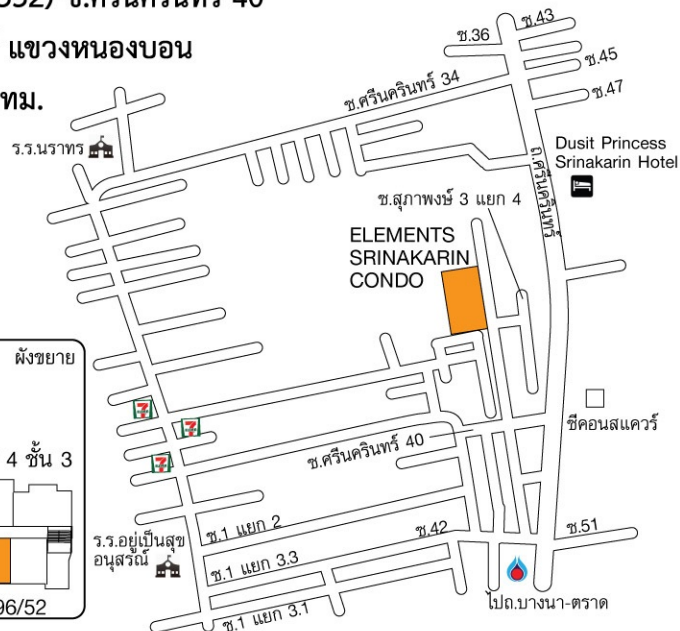 ซ.ศรีนครินทร์ 40
แขวงหนองบอน
ทม.
ซ.36
ซ.43
ซ.45
ซ.47
ซ.ศรีนครินทร์ 34
ร.ร.นราทร
ถ.ศรีนครินทร์
Dusit Princess
Srinakarin Hotel
ซ.สุภาพงษ์ 3 แยก 4
ELEMENTS
SRINAKARIN
CONDO
ผังขยาย
7
7
7
ซีคอนสแควร์
4 ชั้น 3
ซ.ศรีนครินทร์ 40
ซ.1 แยก 2
ซ.42
ซ.51
ร.ร.อยู่เป็นสุข
อนุสรณ์
ซ.1 แยก 3.3
96/52
ไปถ.บางนา-ตราด
ซ.1 แยก 3.1